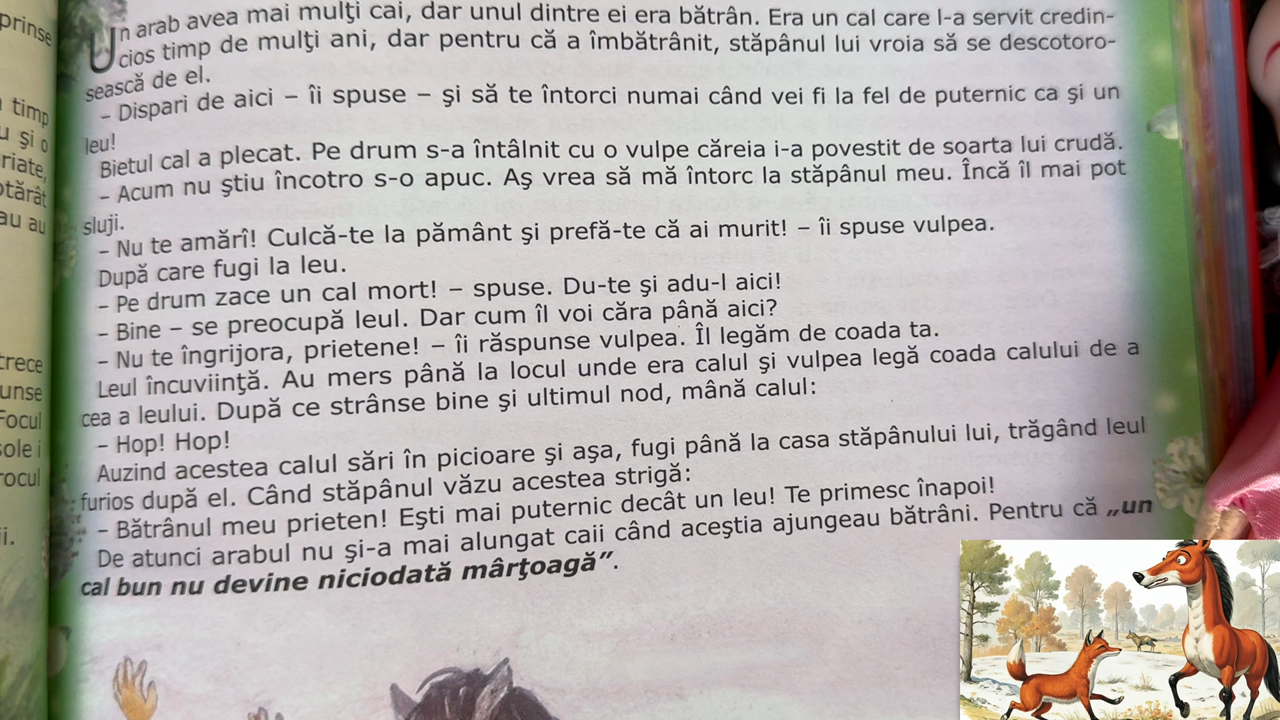 prinse
timp
u și o
riate,
otărât
au au
trece
unse
Focul
sole i
rocul
ii.
Un arab avea mai mulţi cai, dar unul dintre ei era bătrân. Era un cal care l-a servit credin-
cios timp de mulţi ani, dar pentru că a îmbătrânit, stăpânul lui vroia să se descotoro-
sească de el.
– Dispari de aici – îi spuse – şi să te întorci numai când vei fi la fel de puternic ca şi un
leu!
Bietul cal a plecat. Pe drum s-a întâlnit cu o vulpe căreia i-a povestit de soarta lui crudă.
– Acum nu ştiu încotro s-o apuc. Aş vrea să mă întorc la stăpânul meu. Încă îl mai pot
sluji.
– Nu te amărî! Culcă-te la pământ şi prefă-te că ai murit! – îi spuse vulpea.
După care fugi la leu.
– Pe drum zace un cal mort! – spuse. Du-te şi adu-l aici!
– Bine – se preocupă leul. Dar cum îl voi căra până aici?
– Nu te îngrijora, prietene! – îi răspunse vulpea. Îl legăm de coada ta.
Leul încuviinţă. Au mers până la locul unde era calul şi vulpea legă coada calului de a
cea a leului. După ce strânse bine şi ultimul nod, mână calul:
– Hop! Hop!
Auzind acestea calul sări în picioare şi aşa, fugi până la casa stăpânului lui, trăgând leul
furios după el. Când stăpânul văzu acestea strigă:
– Bătrânul meu prieten! Eşti mai puternic decât un leu! Te primesc înapoi!
De atunci arabul nu şi-a mai alungat caii când aceştia ajungeau bătrâni. Pentru că „un
cal bun nu devine niciodată mârţoagă”.